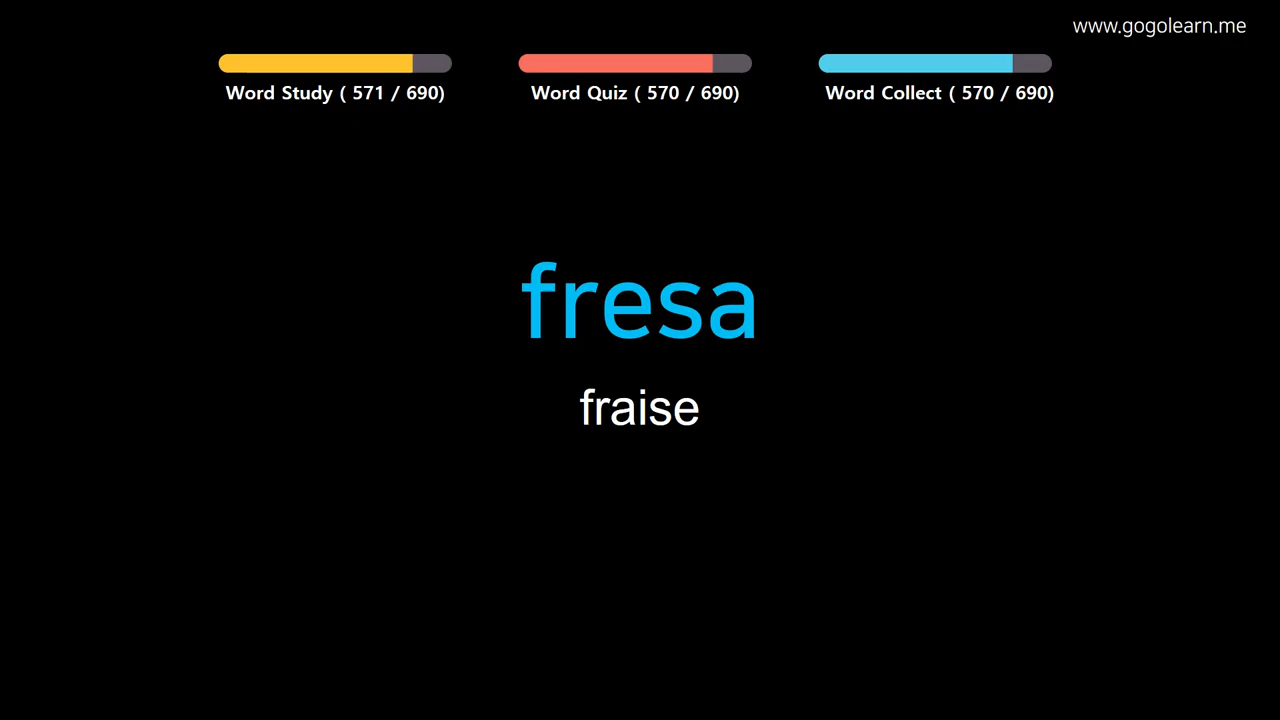 www.gogolearn.me
Word Study ( 571 / 690)
Word Quiz ( 570 / 690)
Word Collect ( 570 / 690)
fresa
fraise